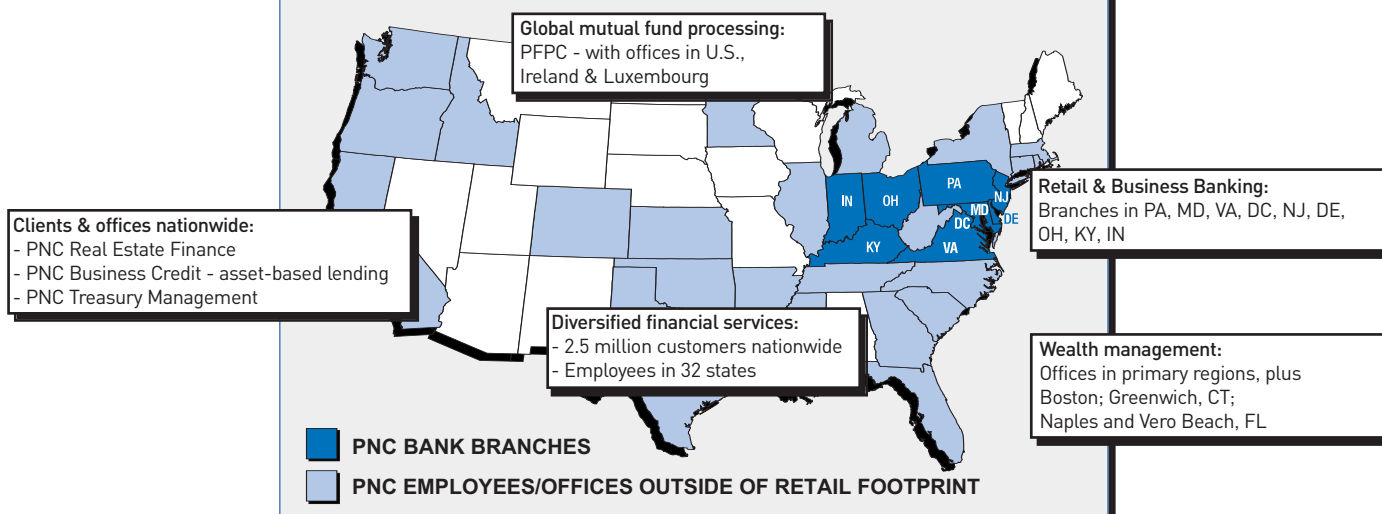 Global mutual fund processing:
PFPC - with offices in U.S.,
Ireland & Luxembourg
Retail & Business Banking:
Branches in PA, MD, VA, DC, NJ, DE,
OH, KY, IN
Clients & offices nationwide:
- PNC Real Estate Finance
- PNC Business Credit - asset-based lending
- PNC Treasury Management
Diversified financial services:
- 2.5 million customers nationwide
- Employees in 32 states
Wealth management:
Offices in primary regions, plus
Boston; Greenwich, CT;
Naples and Vero Beach, FL
PA
NJ
IN
OH
MD
DE
DC
KY
VA
PNC BANK BRANCHES
PNC EMPLOYEES/OFFICES OUTSIDE OF RETAIL FOOTPRINT